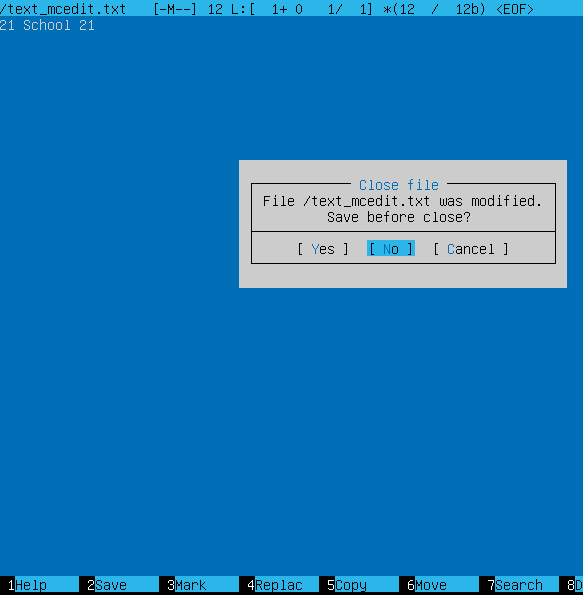 /text_mcedit.txt [-M--] 12 L:[ 1+ 0 1/ 1] *(12 / 12b) <EOF>
21 School 21
Close file
File /text_mcedit.txt was modified.
Save before close?
[ Yes ] [ No ] [ Cancel ]
1Help 2Save 3Mark 4Replac 5Copy 6Move 7Search 8D